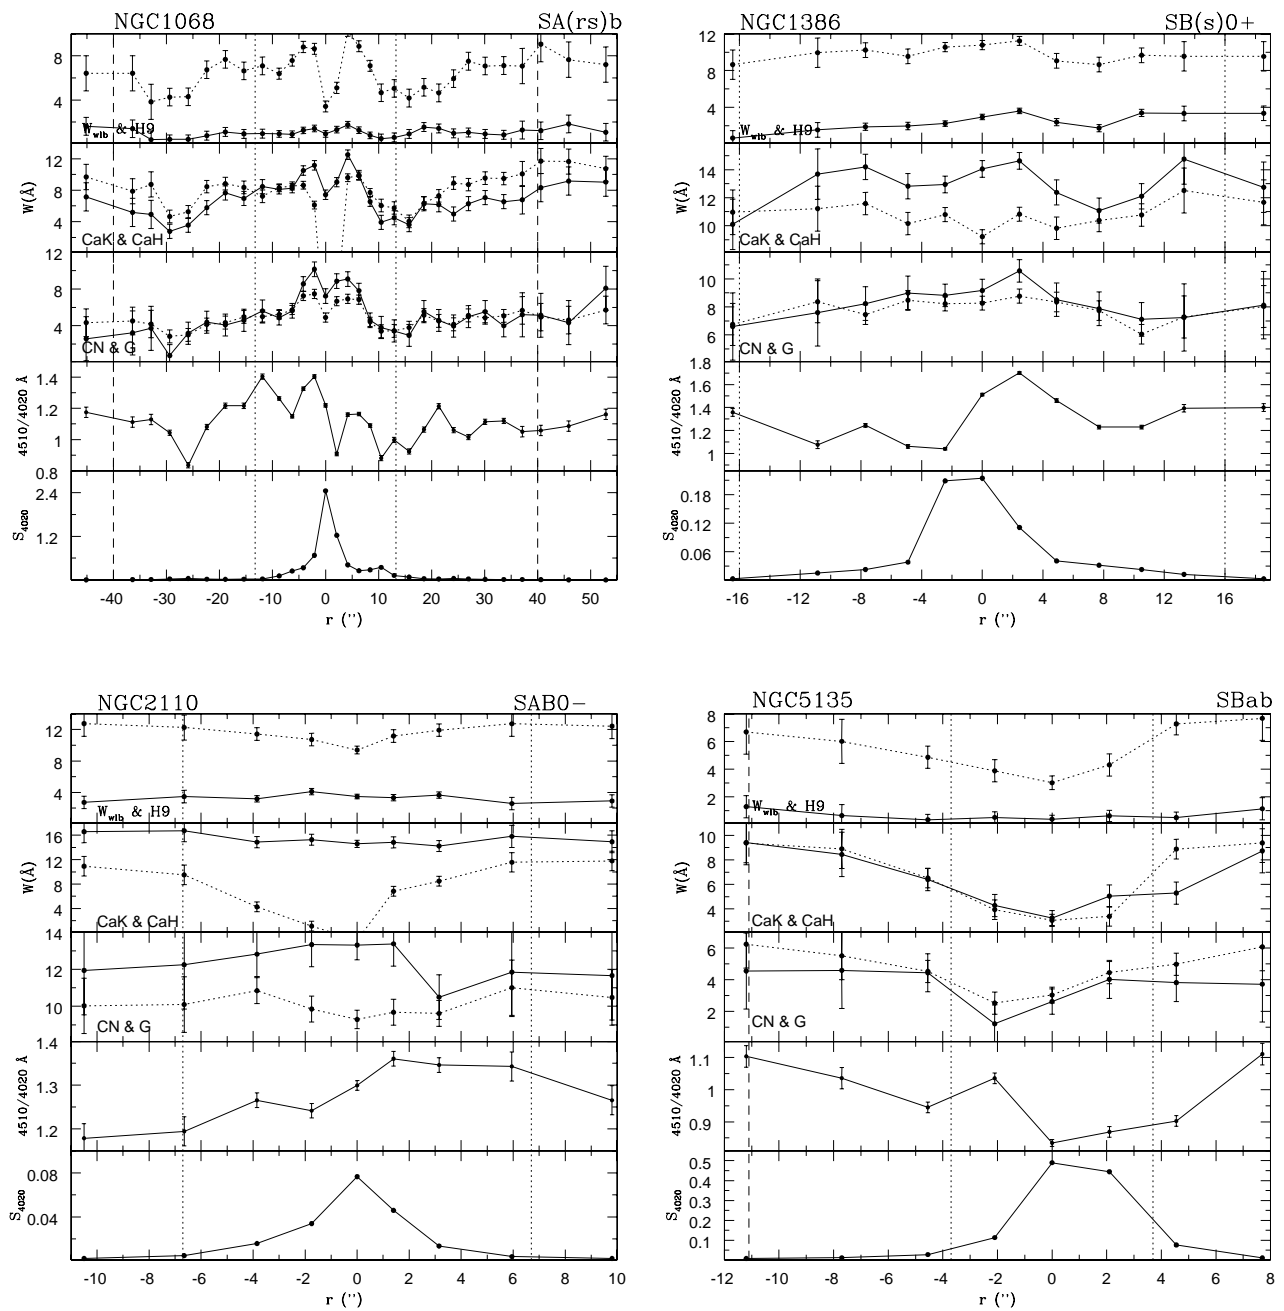 NGC1068 SA(rs)b
8
4
W_wlb & H9
12
8
4
W(Å)
CaK & CaH
12
12
8
4
CN & G
1.4
1.2
1
4510/4020 Å
0.8
2.4
1.2
S_4020
-40 -30 -20 -10 0 10 20 30 40 50
r (")
NGC1386 SB(s)0+
12
8
4
W_wlb & H9
14
12
10
W(Å)
CaK & CaH
10
8
6
CN & G
1.8
1.6
1.4
1.2
1
4510/4020 Å
0.18
0.12
0.06
S_4020
-16 -12 -8 -4 0 4 8 12 16
r (")
NGC2110 SAB0-
12
8
4
W_wlb & H9
16
12
8
4
W(Å)
CaK & CaH
14
12
10
CN & G
1.4
1.3
1.2
4510/4020 Å
0.08
0.04
S_4020
-10 -8 -6 -4 -2 0 2 4 6 8 10
r (")
NGC5135 SBab
8
6
4
2
W_wlb & H9
10
8
6
4
W(Å)
CaK & CaH
6
4
2
CN & G
1.1
1
0.9
4510/4020 Å
0.5
0.4
0.3
0.2
0.1
S_4020
-12 -10 -8 -6 -4 -2 0 2 4 6 8
r (")